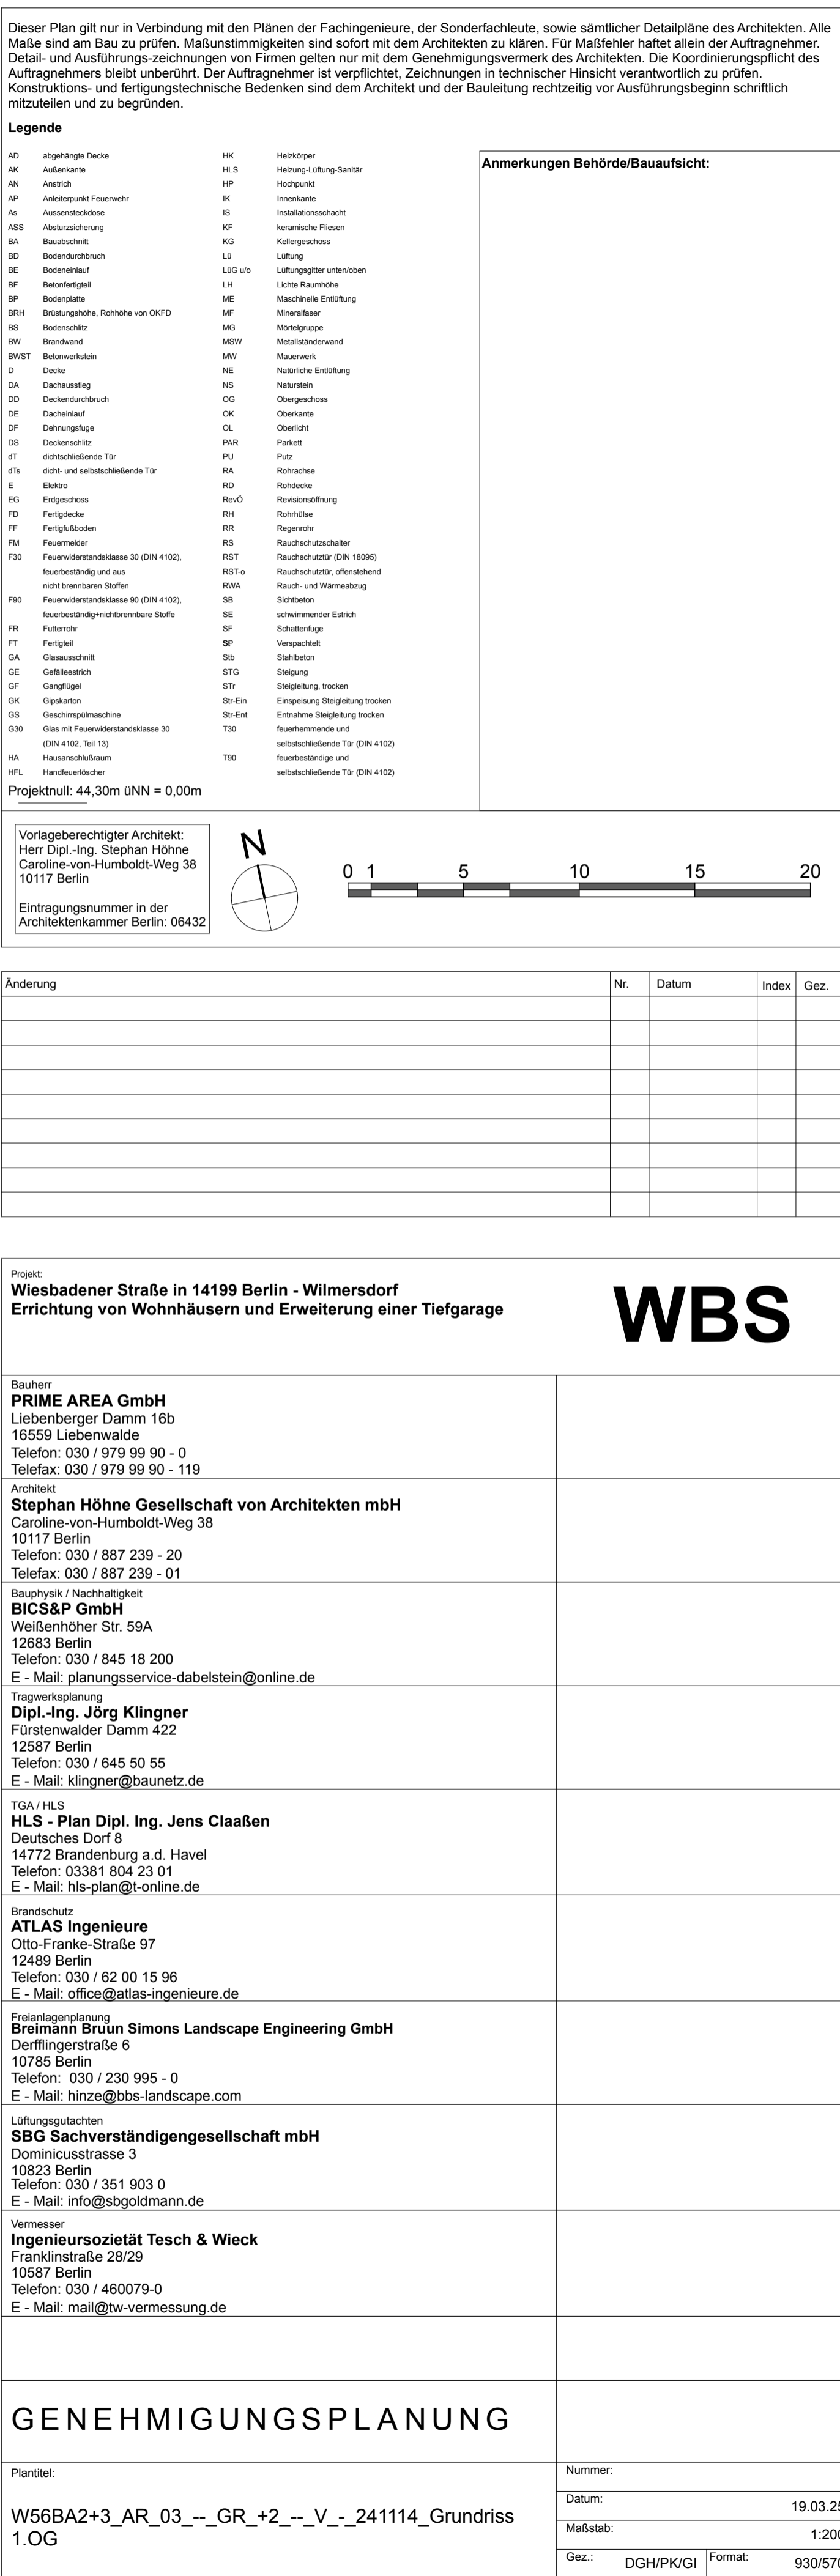 Dieser Plan gilt nur in Verbindung mit den Plänen der Fachingenieure, der Sonderfachleute, sowie sämtlicher Detailpläne des Architekten. Alle
Maße sind am Bau zu prüfen. Maßunstimmigkeiten sind sofort mit dem Architekten zu klären. Für Maßfehler haftet allein der Auftragnehmer.
Detail- und Ausführungs-zeichnungen von Firmen gelten nur mit dem Genehmigungsvermerk des Architekten. Die Koordinierungspflicht des
Auftragnehmers bleibt unberührt. Der Auftragnehmer ist verpflichtet, Zeichnungen in technischer Hinsicht verantwortlich zu prüfen.
Konstruktions- und fertigungstechnische Bedenken sind dem Architekt und der Bauleitung rechtzeitig vor Ausführungsbeginn schriftlich
mitzuteilen und zu begründen.
Legende
AD abgehängte Decke
AK Außenkante
AN Anstrich
AP Anleiterpunkt Feuerwehr
As Aussensteckdose
ASS Absturzsicherung
BA Bauabschnitt
BD Bodendurchbruch
BE Bodeneinlauf
BF Betonfertigteil
BP Bodenplatte
BRH Brüstungshöhe, Rohhöhe von OKFD
BS Bodenschlitz
BW Brandwand
BWST Betonwerkstein
D Decke
DA Dachausstieg
DD Deckendurchbruch
DE Dacheinlauf
DF Dehnungsfuge
DS Deckenschlitz
dT dichtschließende Tür
dTs dicht- und selbstschließende Tür
E Elektro
EG Erdgeschoss
FD Fertigdecke
FF Fertigfußboden
FM Feuermelder
F30 Feuerwiderstandsklasse 30 (DIN 4102),
feuerbeständig und aus
nicht brennbaren Stoffen
F90 Feuerwiderstandsklasse 90 (DIN 4102),
feuerbeständig+nichtbrennbare Stoffe
FR Futterrohr
FT Fertigteil
GA Glasausschnitt
GE Gefälleestrich
GF Gangflügel
GK Gipskarton
GS Geschirrspülmaschine
G30 Glas mit Feuerwiderstandsklasse 30
(DIN 4102, Teil 13)
HA Hausanschlußraum
HFL Handfeuerlöscher
HK Heizkörper
HLS Heizung-Lüftung-Sanitär
HP Hochpunkt
IK Innenkante
IS Installationsschacht
KF keramische Fliesen
KG Kellergeschoss
Lü Lüftung
LüG u/o Lüftungsgitter unten/oben
LH Lichte Raumhöhe
ME Maschinelle Entlüftung
MF Mineralfaser
MG Mörtelgruppe
MSW Metallständerwand
MW Mauerwerk
NE Natürliche Entlüftung
NS Naturstein
OG Obergeschoss
OK Oberkante
OL Oberlicht
PAR Parkett
PU Putz
RA Rohrachse
RD Rohdecke
RevÖ Revisionsöffnung
RH Rohrhülse
RR Regenrohr
RS Rauchschutzschalter
RST Rauchschutztür (DIN 18095)
RST-o Rauchschutztür, offenstehend
RWA Rauch- und Wärmeabzug
SB Sichtbeton
SE schwimmender Estrich
SF Schattenfuge
SP Verspachtelt
Stb Stahlbeton
STG Steigung
STr Steigleitung, trocken
Str-Ein Einspeisung Steigleitung trocken
Str-Ent Entnahme Steigleitung trocken
T30 feuerhemmende und
selbstschließende Tür (DIN 4102)
T90 feuerbeständige und
selbstschließende Tür (DIN 4102)
Anmerkungen Behörde/Bauaufsicht:
Projektnull: 44,30m üNN = 0,00m
Vorlageberechtigter Architekt:
Herr Dipl.-Ing. Stephan Höhne
Caroline-von-Humboldt-Weg 38
10117 Berlin
Eintragungsnummer in der
Architektenkammer Berlin: 06432
N
0 1 5 10 15 20
Änderung Nr. Datum Index Gez.
Projekt:
Wiesbadener Straße in 14199 Berlin - Wilmersdorf
Errichtung von Wohnhäusern und Erweiterung einer Tiefgarage
WBS
Bauherr
PRIME AREA GmbH
Liebenberger Damm 16b
16559 Liebenwalde
Telefon: 030 / 979 99 90 - 0
Telefax: 030 / 979 99 90 - 119
Architekt
Stephan Höhne Gesellschaft von Architekten mbH
Caroline-von-Humboldt-Weg 38
10117 Berlin
Telefon: 030 / 887 239 - 20
Telefax: 030 / 887 239 - 01
Bauphysik / Nachhaltigkeit
BICS&P GmbH
Weißenhöher Str. 59A
12683 Berlin
Telefon: 030 / 845 18 200
E - Mail: planungsservice-dabelstein@online.de
Tragwerksplanung
Dipl.-Ing. Jörg Klingner
Fürstenwalder Damm 422
12587 Berlin
Telefon: 030 / 645 50 55
E - Mail: klingner@baunetz.de
TGA / HLS
HLS - Plan Dipl. Ing. Jens Claaßen
Deutsches Dorf 8
14772 Brandenburg a.d. Havel
Telefon: 03381 804 23 01
E - Mail: hls-plan@t-online.de
Brandschutz
ATLAS Ingenieure
Otto-Franke-Straße 97
12489 Berlin
Telefon: 030 / 62 00 15 96
E - Mail: office@atlas-ingenieure.de
Freianlagenplanung
Breimann Bruun Simons Landscape Engineering GmbH
Derfflingerstraße 6
10785 Berlin
Telefon: 030 / 230 995 - 0
E - Mail: hinze@bbs-landscape.com
Lüftungsgutachten
SBG Sachverständigengesellschaft mbH
Dominicusstrasse 3
10823 Berlin
Telefon: 030 / 351 903 0
E - Mail: info@sbgoldmann.de
Vermesser
Ingenieursozietät Tesch & Wieck
Franklinstraße 28/29
10587 Berlin
Telefon: 030 / 460079-0
E - Mail: mail@tw-vermessung.de
GENEHMIGUNGSPLANUNG
Plantitel:
W56BA2+3_AR_03_--_GR_+2_--_V_-_241114_Grundriss
1.OG
Nummer:
Datum: 19.03.25
Maßstab: 1:200
Gez.: DGH/PK/GI Format: 930/570